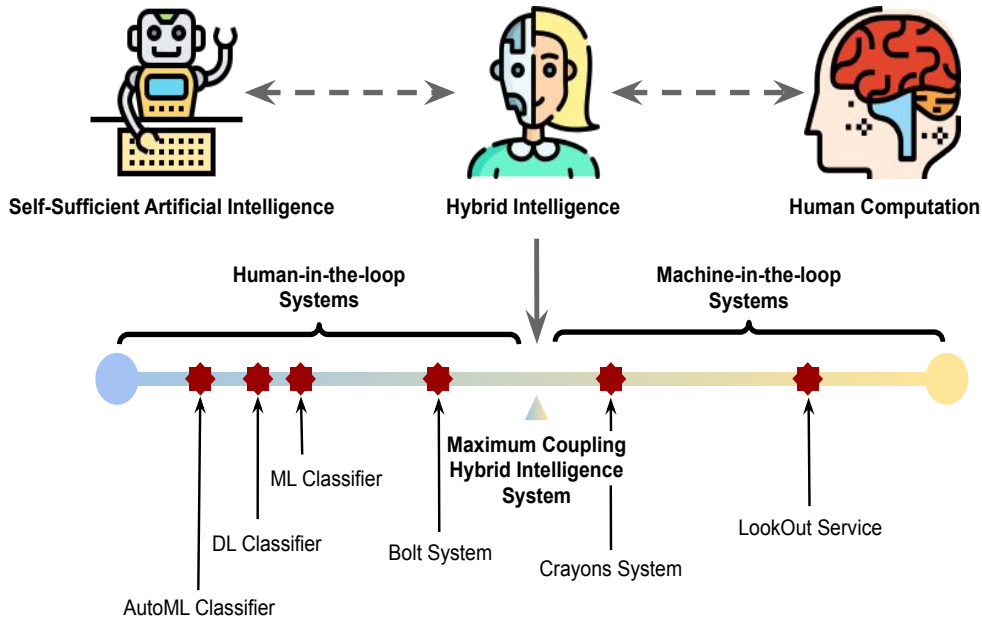 Self-Sufficient Artificial Intelligence
Hybrid Intelligence
Human Computation
Human-in-the-loop
Systems
Machine-in-the-loop
Systems
Maximum Coupling
Hybrid Intelligence
System
ML Classifier
DL Classifier
AutoML Classifier
Bolt System
Crayons System
LookOut Service